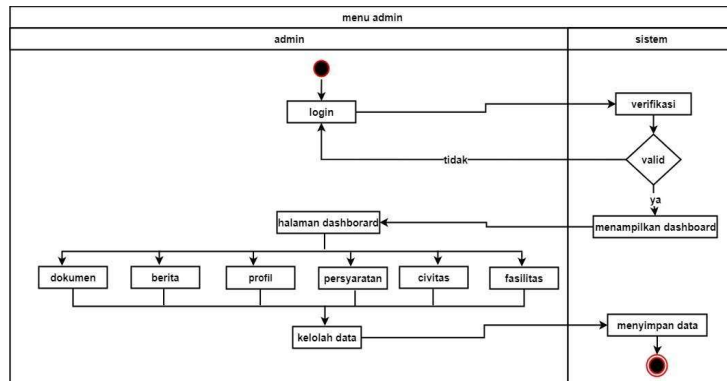 menu admin
admin
sistem
login
verifikasi
tidak
valid
ya
halaman dashborard
menampilkan dashboard
dokumen
berita
profil
persyaratan
civitas
fasilitas
kelolah data
menyimpan data